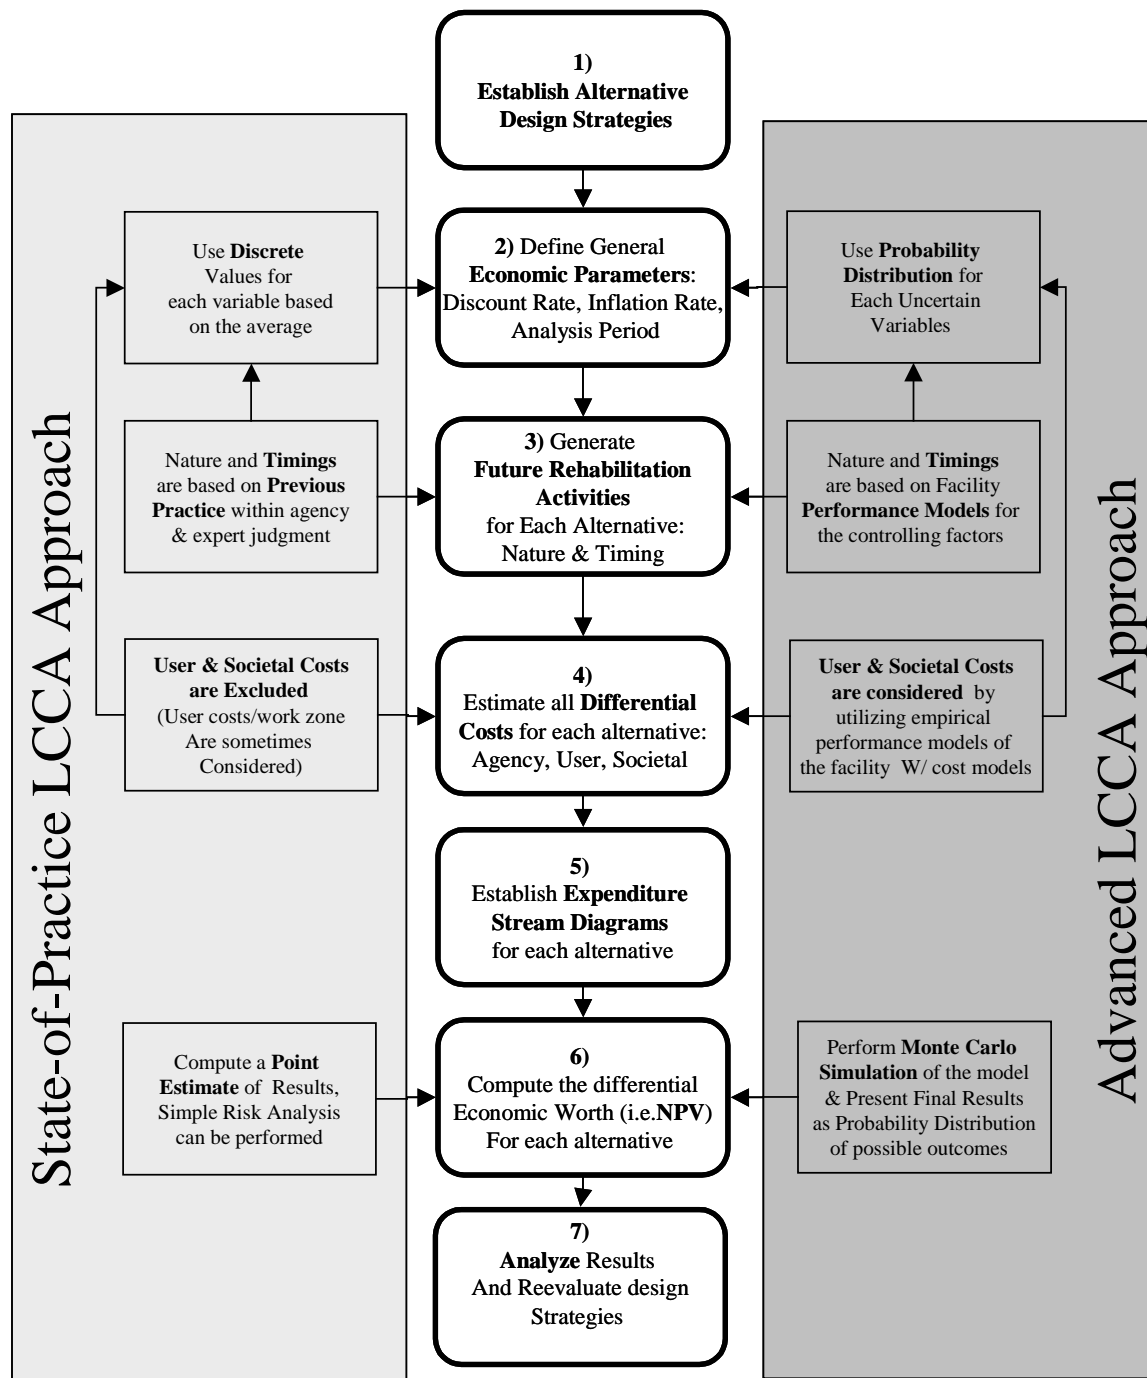 1)
Establish Alternative
Design Strategies
State-of-Practice LCCA Approach
Use Discrete
Values for
each variable based
on the average
2) Define General
Economic Parameters:
Discount Rate, Inflation Rate,
Analysis Period
Use Probability
Distribution for
Each Uncertain
Variables
Nature and Timings
are based on Previous
Practice within agency
& expert judgment
3) Generate
Future Rehabilitation
Activities
for Each Alternative:
Nature & Timing
Nature and Timings
are based on Facility
Performance Models for
the controlling factors
User & Societal Costs
are Excluded
(User costs/work zone
Are sometimes
Considered)
4)
Estimate all Differential
Costs for each alternative:
Agency, User, Societal
User & Societal Costs
are considered by
utilizing empirical
performance models of
the facility W/ cost models
5)
Establish Expenditure
Stream Diagrams
for each alternative
Compute a Point
Estimate of Results,
Simple Risk Analysis
can be performed
6)
Compute the differential
Economic Worth (i.e.NPV)
For each alternative
Perform Monte Carlo
Simulation of the model
& Present Final Results
as Probability Distribution
of possible outcomes
7)
Analyze Results
And Reevaluate design
Strategies
Advanced LCCA Approach